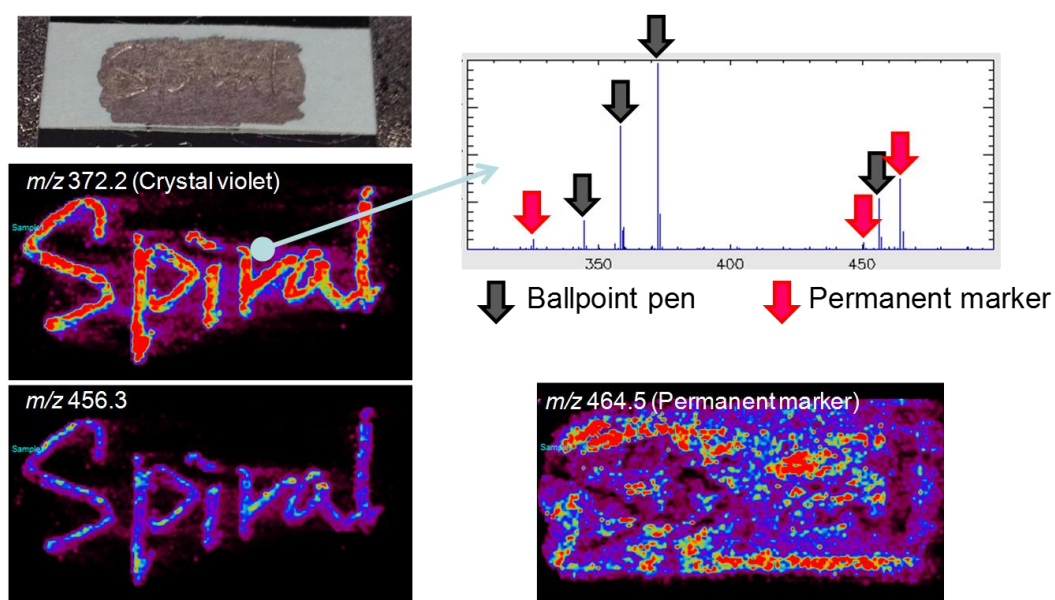 m/z 372.2 (Crystal violet)
Sample
Spiral
350 400 450
Ballpoint pen
Permanent marker
m/z 456.3
Sample
Spiral
m/z 464.5 (Permanent marker)
Sample